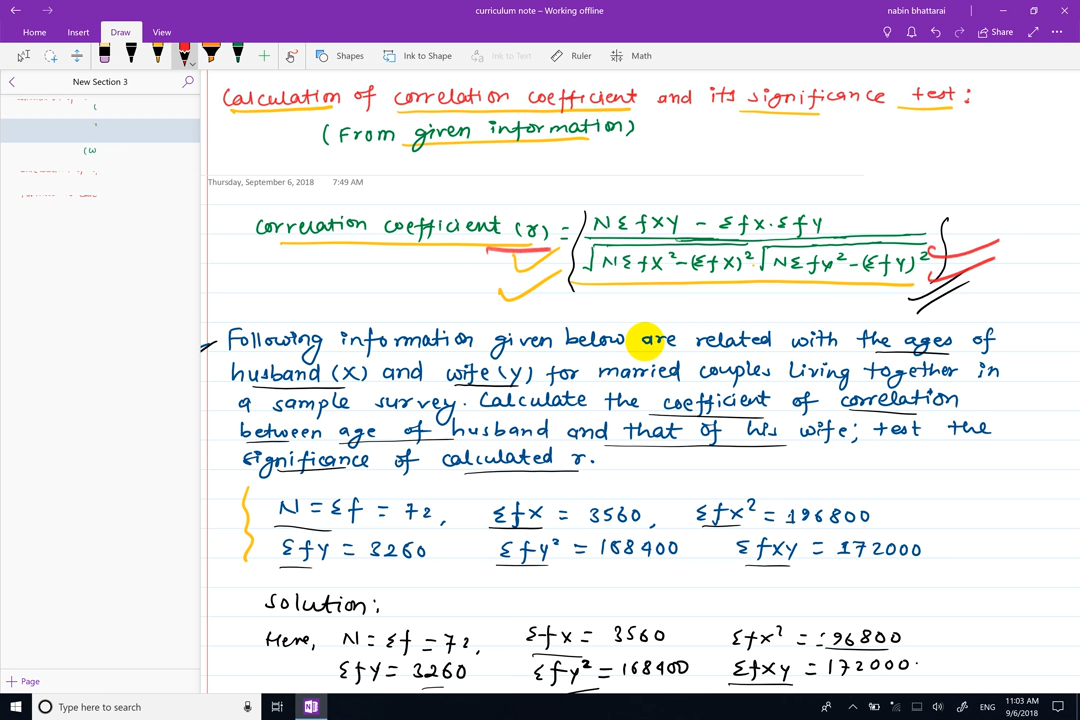 curriculum note – Working offline
nabin bhattarai
Home Insert Draw View
Share
Shapes Ink to Shape Ink to Text Ruler Math
New Section 3
Calculation of correlation coefficient and its significance test:
(From given information)
Thursday, September 6, 2018 7:49 AM
Correlation coefficient (r) = (NΣfXY - Σfx.Σfy / √NΣfx²-(Σfx)² . √NΣfy²-(Σfy)²)
Following information given below are related with the ages of
husband (X) and wife (Y) for married couples living together in
a sample survey. Calculate the coefficient of correlation
between age of husband and that of his wife; test the
significance of calculated r.
N = Σf = 72, Σfx = 3560, Σfx² = 196800
Σfy = 3260 Σfy² = 168400 Σfxy = 172000
Solution:
Here, N = Σf = 72, Σfx = 3560 Σfx² = 196800
Σfy = 3260 Σfy² = 168400 Σfxy = 172000.
+ Page
Type here to search
ENG
11:03 AM
9/6/2018